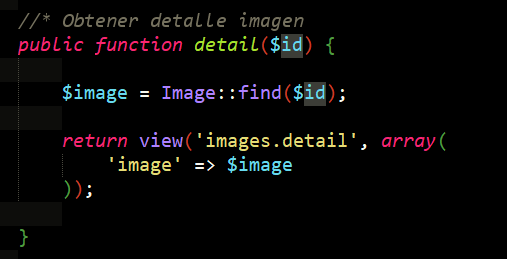 //* Obtener detalle imagen
public function detail($id) {
$image = Image::find($id);
return view('images.detail', array(
'image' => $image
));
}